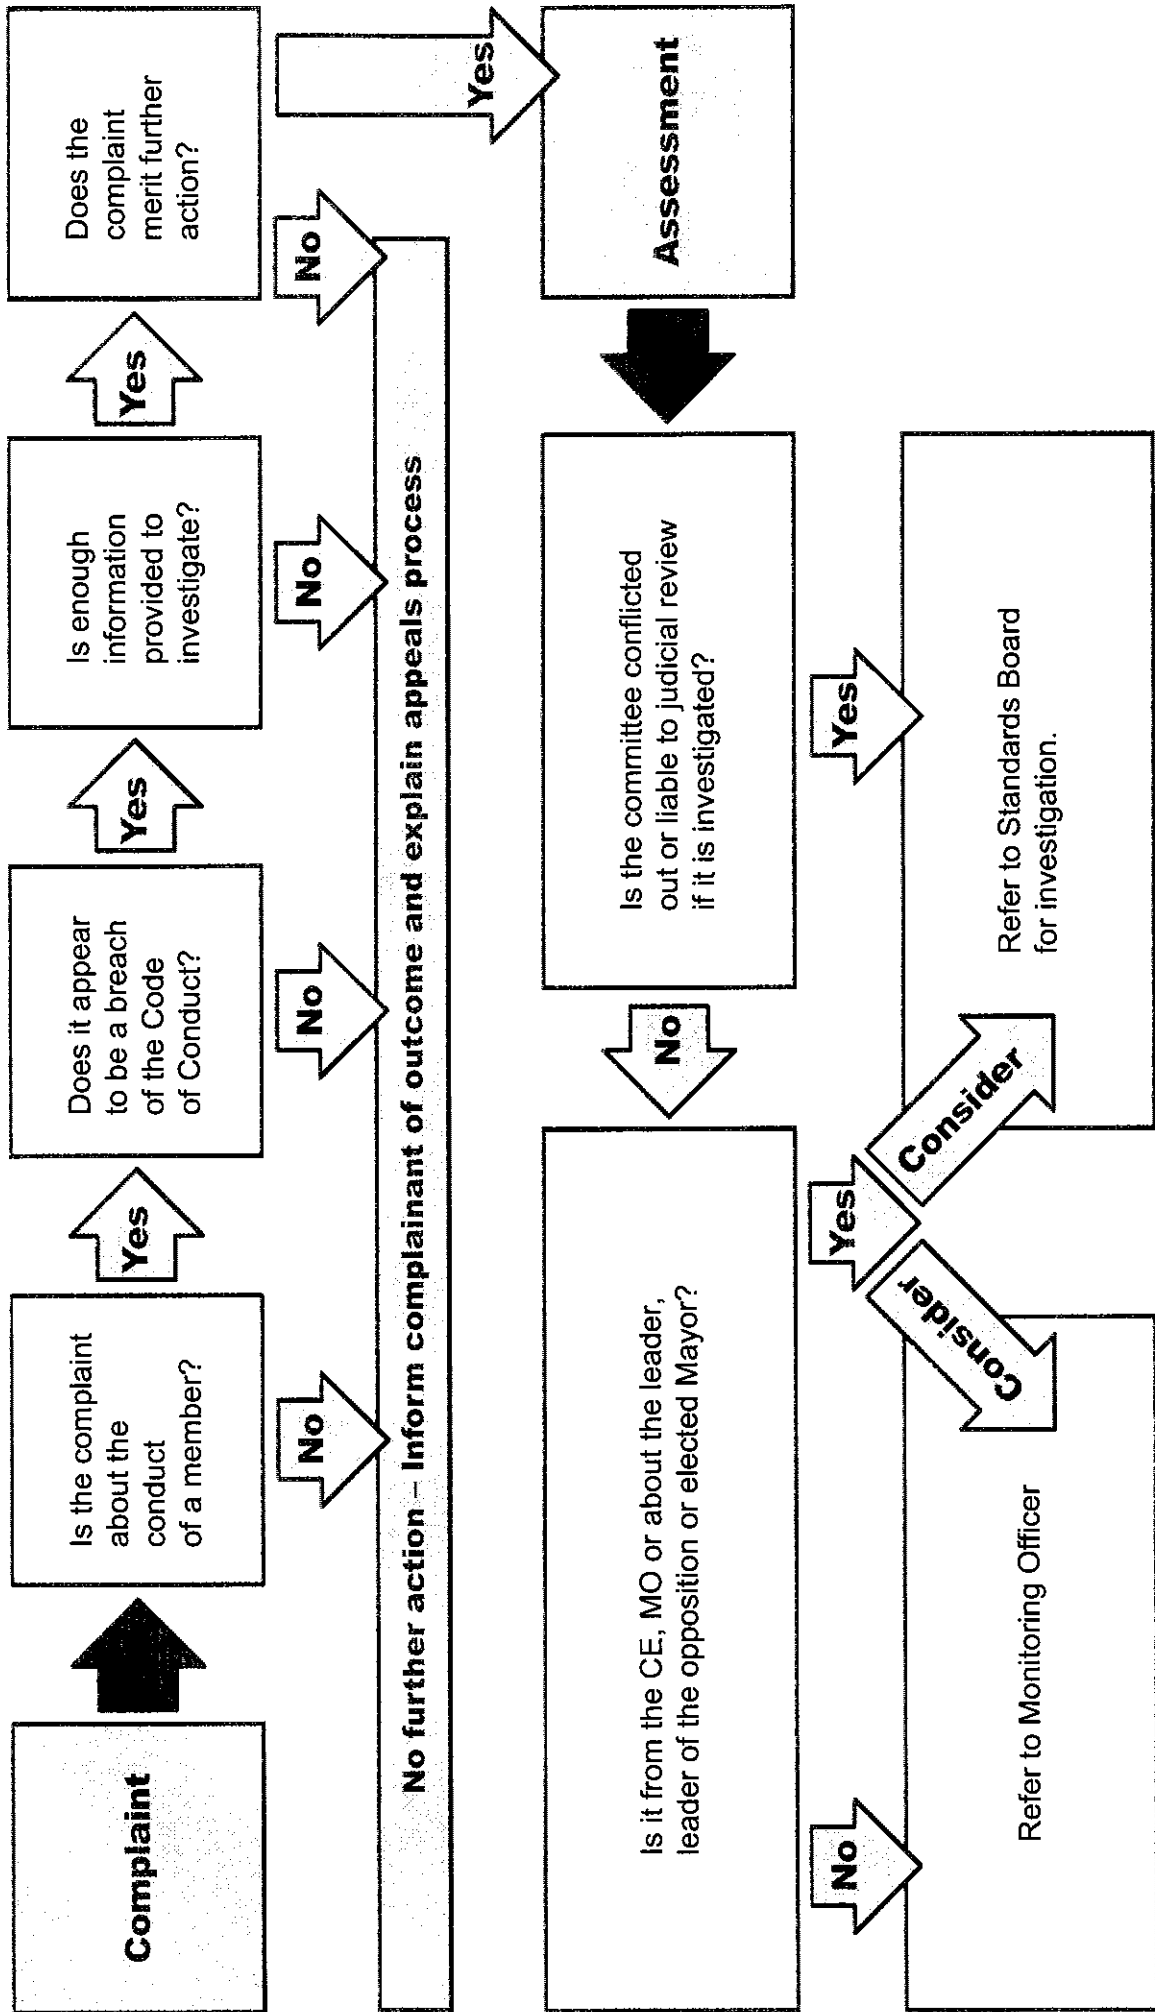 Complaint
Is the complaint
about the
conduct
of a member?
Yes
Does it appear
to be a breach
of the Code
of Conduct?
Yes
Is enough
information
provided to
investigate?
Yes
Does the
complaint
merit further
action?
No
No
No
No
Yes
No further action – Inform complainant of outcome and explain appeals process
Is it from the CE, MO or about the leader,
leader of the opposition or elected Mayor?
No
Is the committee conflicted
out or liable to judicial review
if it is investigated?
Assessment
No
Yes
Yes
Consider
Consider
Refer to Monitoring Officer
Refer to Standards Board
for investigation.